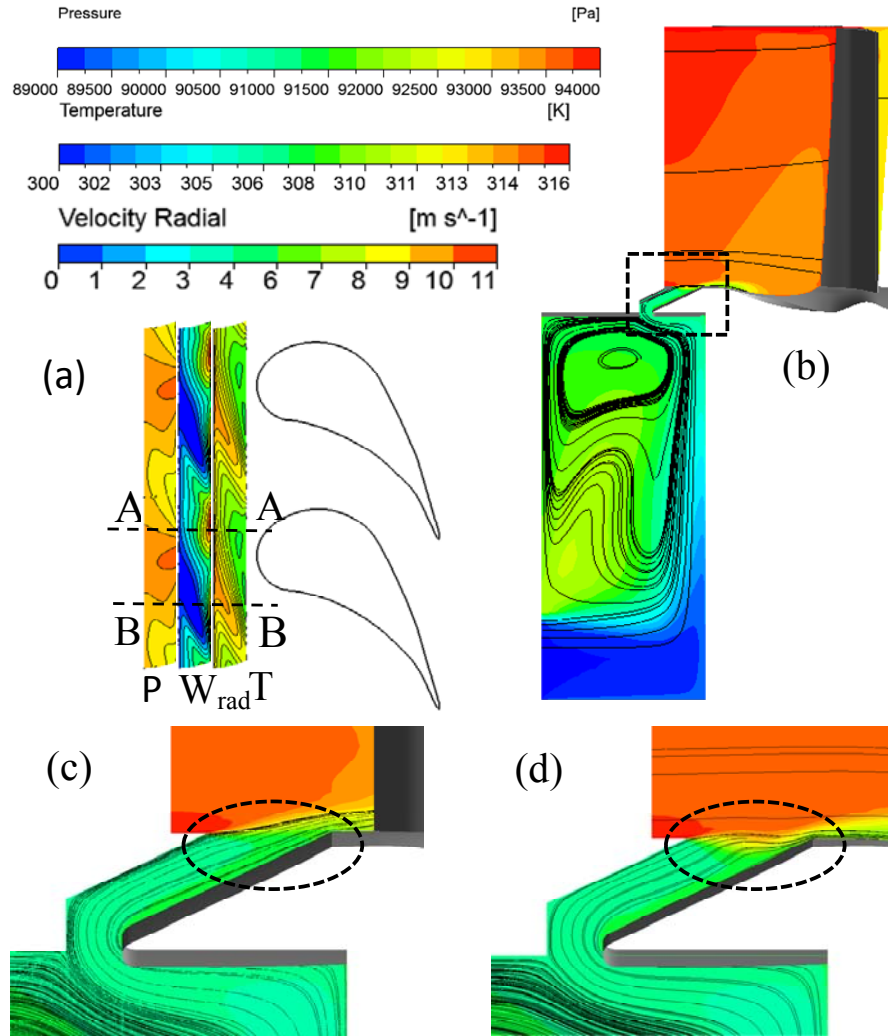 Pressure [Pa]
89000 89500 90000 90500 91000 91500 92000 92500 93000 93500 94000
Temperature [K]
300 302 303 305 306 308 310 311 313 314 316
Velocity Radial [m s^-1]
0 1 2 3 4 6 7 8 9 10 11
(a)
(b)
A A
B B
P Wrad T
(c) (d)